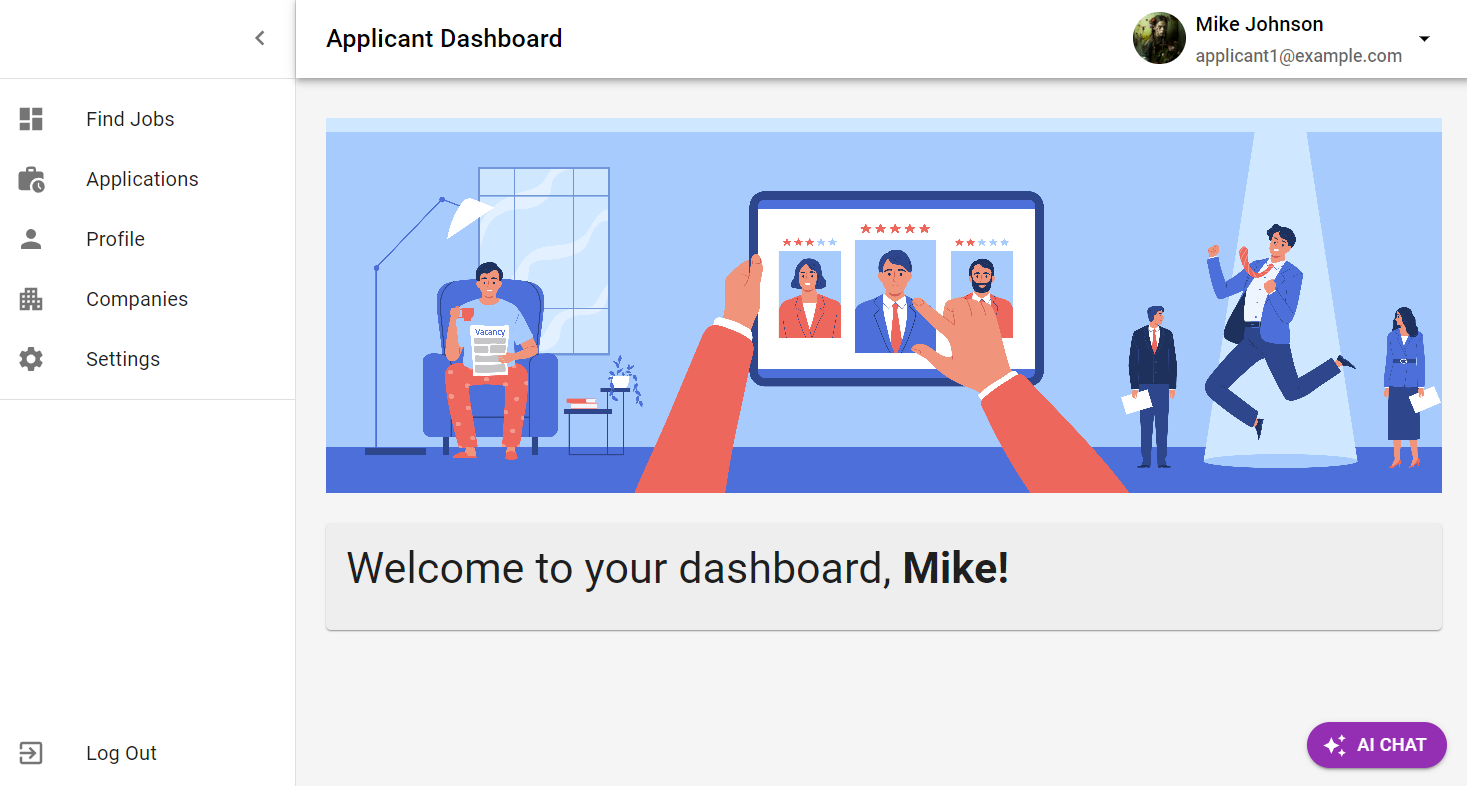 Applicant Dashboard
Mike Johnson
applicant1@example.com
Find Jobs
Applications
Profile
Companies
Settings
Vacancy
Welcome to your dashboard, Mike!
Log Out
AI CHAT